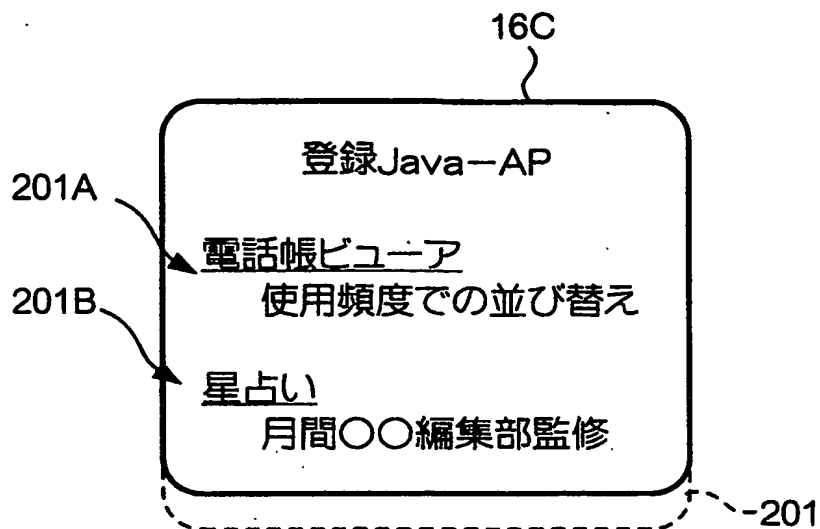 16C
登録Java-AP
201A
電話帳ビューア
使用頻度での並び替え
201B
星占い
月間○○編集部監修
201